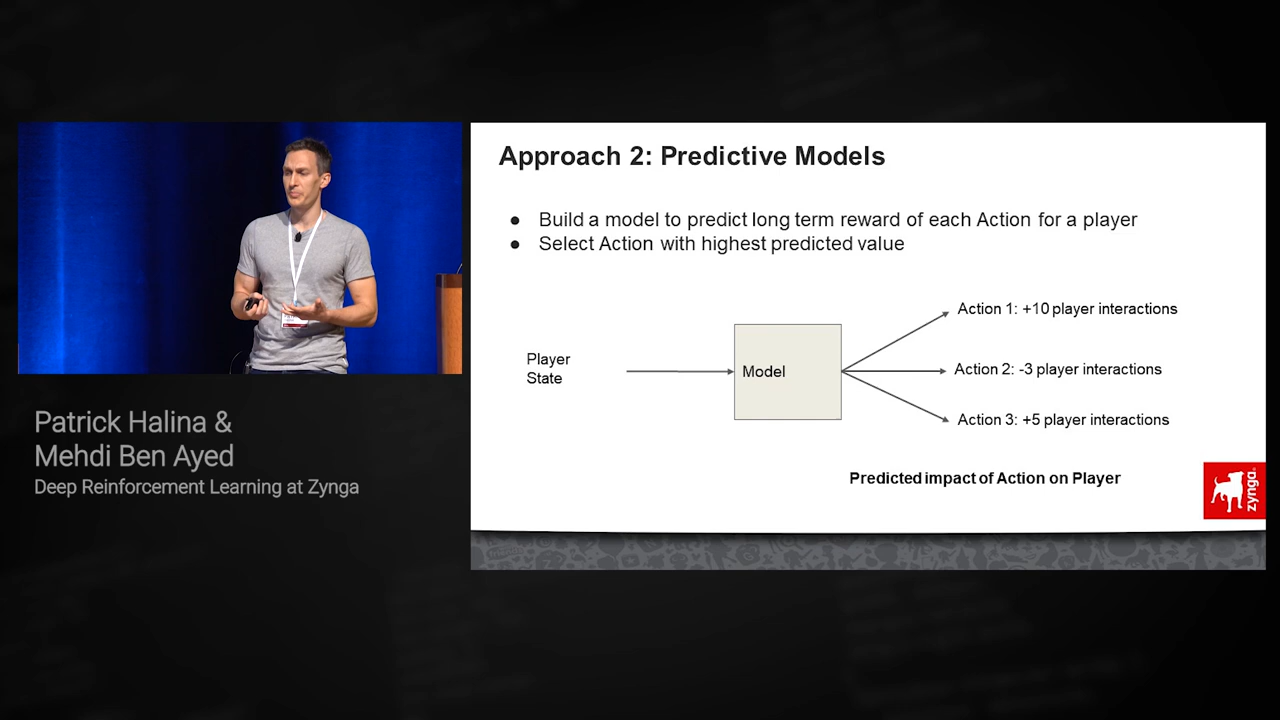 Approach 2: Predictive Models
● Build a model to predict long term reward of each Action for a player
● Select Action with highest predicted value
Action 1: +10 player interactions
Player
State
Model
Action 2: -3 player interactions
Action 3: +5 player interactions
Predicted impact of Action on Player
zynga
Patrick Halina &
Mehdi Ben Ayed
Deep Reinforcement Learning at Zynga